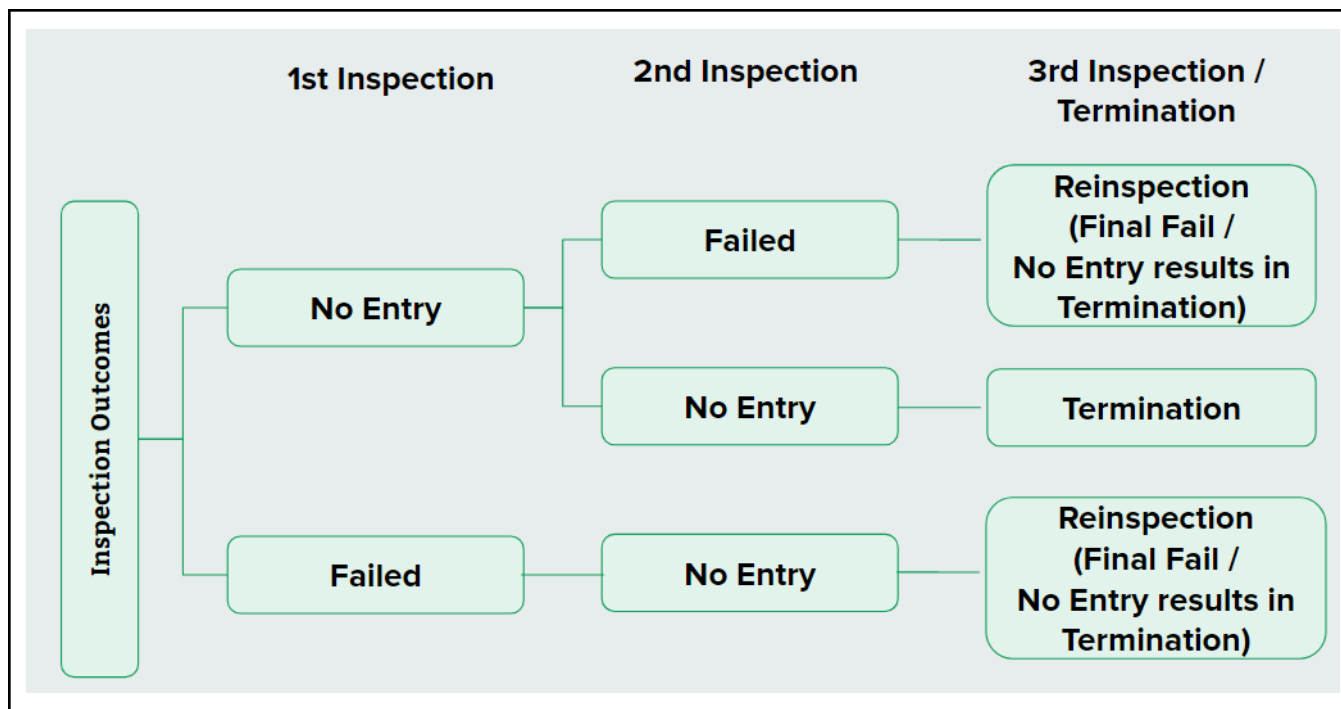 1st Inspection
2nd Inspection
3rd Inspection /
Termination
Inspection Outcomes
No Entry
Failed
Reinspection
(Final Fail /
No Entry results in
Termination)
No Entry
Termination
Failed
No Entry
Reinspection
(Final Fail /
No Entry results in
Termination)